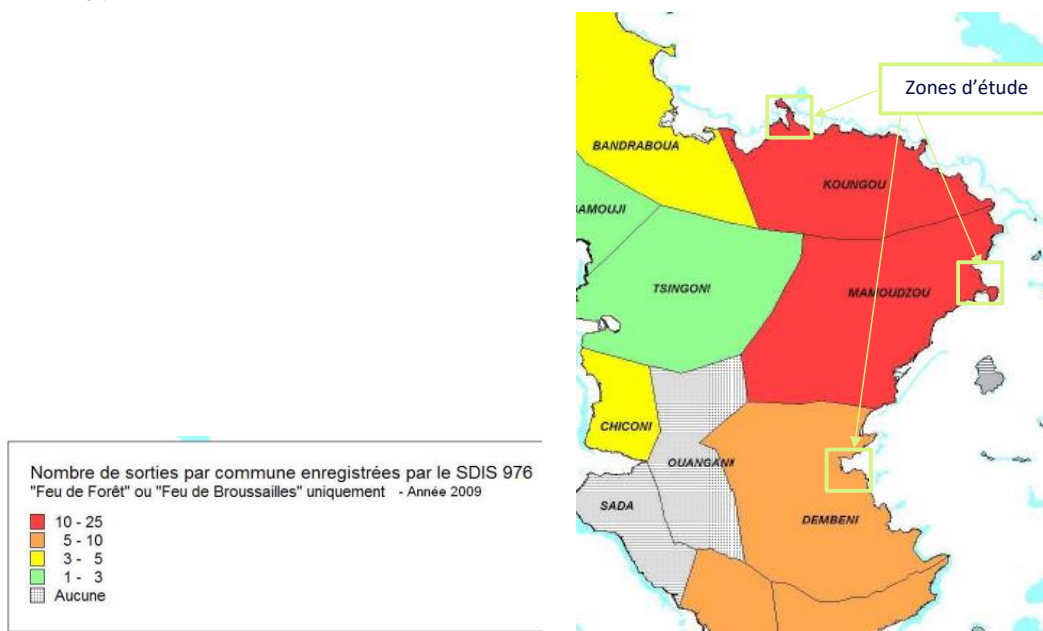 Zones d'étude
BANDRABOUA
KOUNGOU
AMOUJI
TSINGONI
MAMOUDZOU
CHICONI
OUANGANI
SADA
DEMBENI
Nombre de sorties par commune enregistrées par le SDIS 976
"Feu de Forêt" ou "Feu de Broussailles" uniquement - Année 2009
10 - 25
5 - 10
3 - 5
1 - 3
Aucune